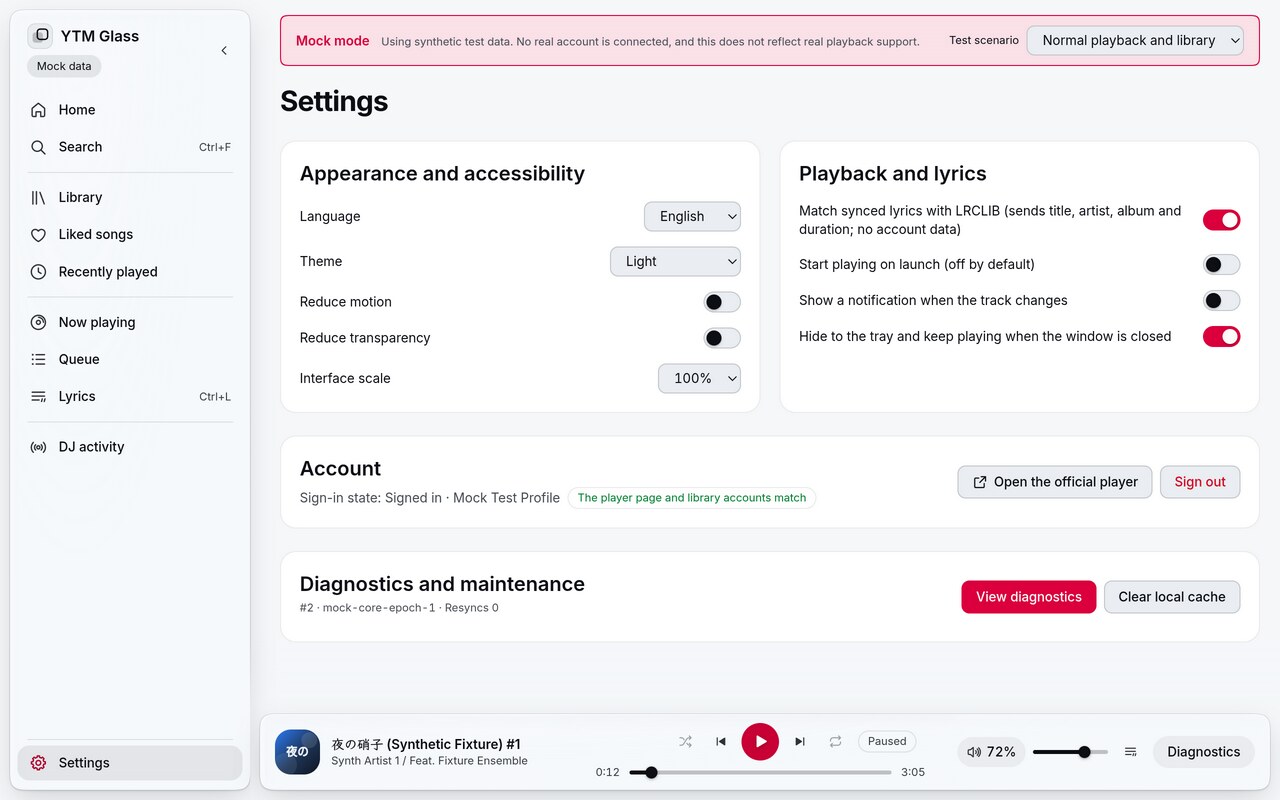 YTM Glass
Mock data
Home
Search Ctrl+F
Library
Liked songs
Recently played
Now playing
Queue
Lyrics Ctrl+L
DJ activity
Settings
Mock mode Using synthetic test data. No real account is connected, and this does not reflect real playback support. Test scenario Normal playback and library
Settings
Appearance and accessibility
Language English
Theme Light
Reduce motion
Reduce transparency
Interface scale 100%
Playback and lyrics
Match synced lyrics with LRCLIB (sends title, artist, album and
duration; no account data)
Start playing on launch (off by default)
Show a notification when the track changes
Hide to the tray and keep playing when the window is closed
Account
Sign-in state: Signed in · Mock Test Profile The player page and library accounts match
Open the official player Sign out
Diagnostics and maintenance
#2 · mock-core-epoch-1 · Resyncs 0
View diagnostics Clear local cache
夜の
夜の硝子 (Synthetic Fixture) #1
Synth Artist 1 / Feat. Fixture Ensemble
Paused
0:12 3:05
72%
Diagnostics